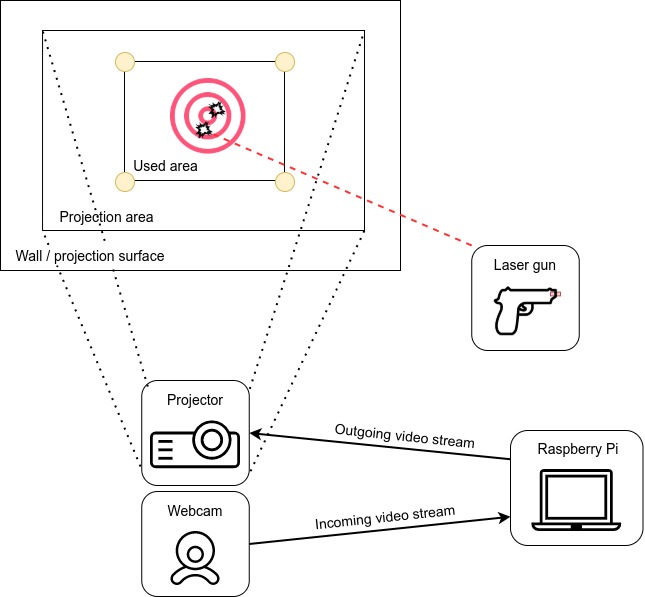 Used area
Projection area
Wall / projection surface
Laser gun
Projector
Outgoing video stream
Raspberry Pi
Webcam
Incoming video stream